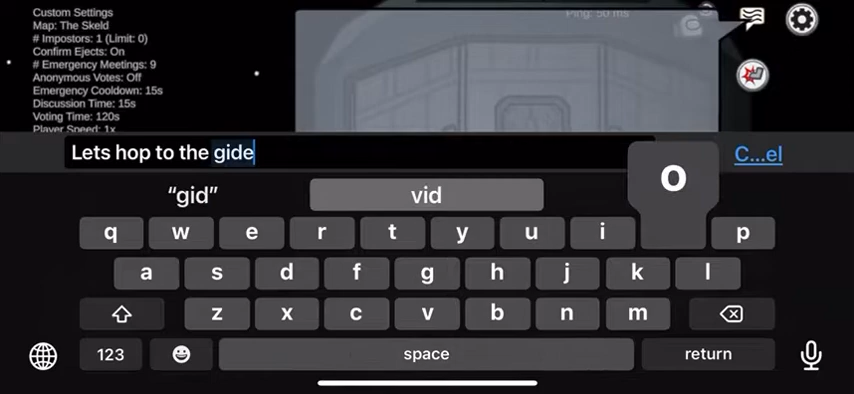 Custom Settings
Map: The Skeld
# Impostors: 1 (Limit: 0)
Confirm Ejects: On
# Emergency Meetings: 9
Anonymous Votes: Off
Emergency Cooldown: 15s
Discussion Time: 15s
Voting Time: 120s
Player Speed: 1x
Ping: 50 ms
Lets hop to the gide
C...el
“gid” vid
o
q w e r t y u i p
a s d f g h j k l
z x c v b n m
123 space return